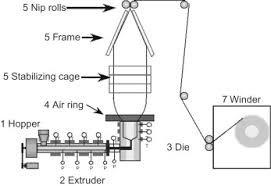 5 Nip rolls
5 Frame
5 Stabilizing cage
4 Air ring
1 Hopper
2 Extruder
3 Die
7 Winder